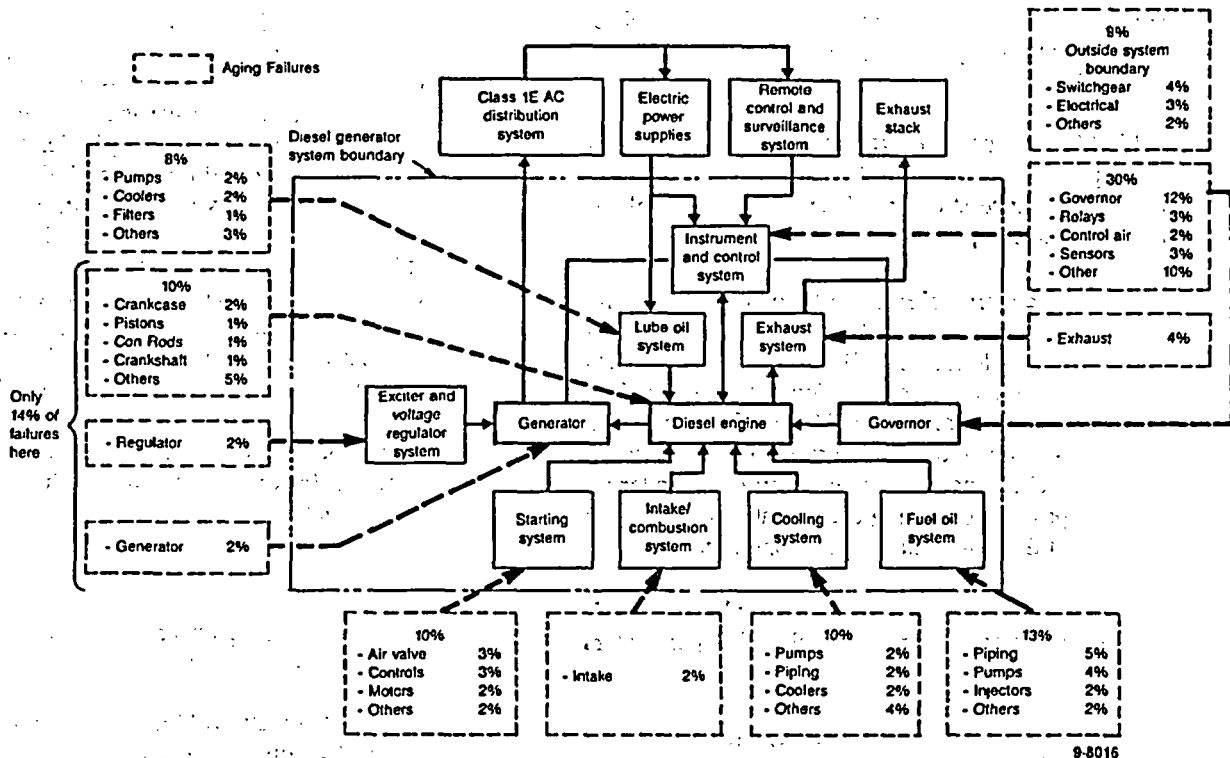 Aging Failures
Class 1E AC
distribution
system
Electric
power
supplies
Remote
control and
surveillance
system
Exhaust
stack
9%
Outside system
boundary
- Switchgear 4%
- Electrical 3%
- Others 2%
Diesel generator
system boundary
8%
- Pumps 2%
- Coolers 2%
- Filters 1%
- Others 3%
30%
- Governor 12%
- Relays 3%
- Control air 2%
- Sensors 3%
- Other 10%
Instrument
and control
system
10%
- Crankcase 2%
- Pistons 1%
- Con Rods 1%
- Crankshaft 1%
- Others 5%
Lube oil
system
Exhaust
system
- Exhaust 4%
Only
14% of
failures
here
Exciter and
voltage
regulator
system
Generator
Diesel engine
Governor
- Regulator 2%
- Generator 2%
Starting
system
Intake/
combustion
system
Cooling
system
Fuel oil
system
10%
- Air valve 3%
- Controls 3%
- Motors 2%
- Others 2%
- Intake 2%
10%
- Pumps 2%
- Piping 2%
- Coolers 2%
- Others 4%
13%
- Piping 5%
- Pumps 4%
- Injectors 2%
- Others 2%
9-8016